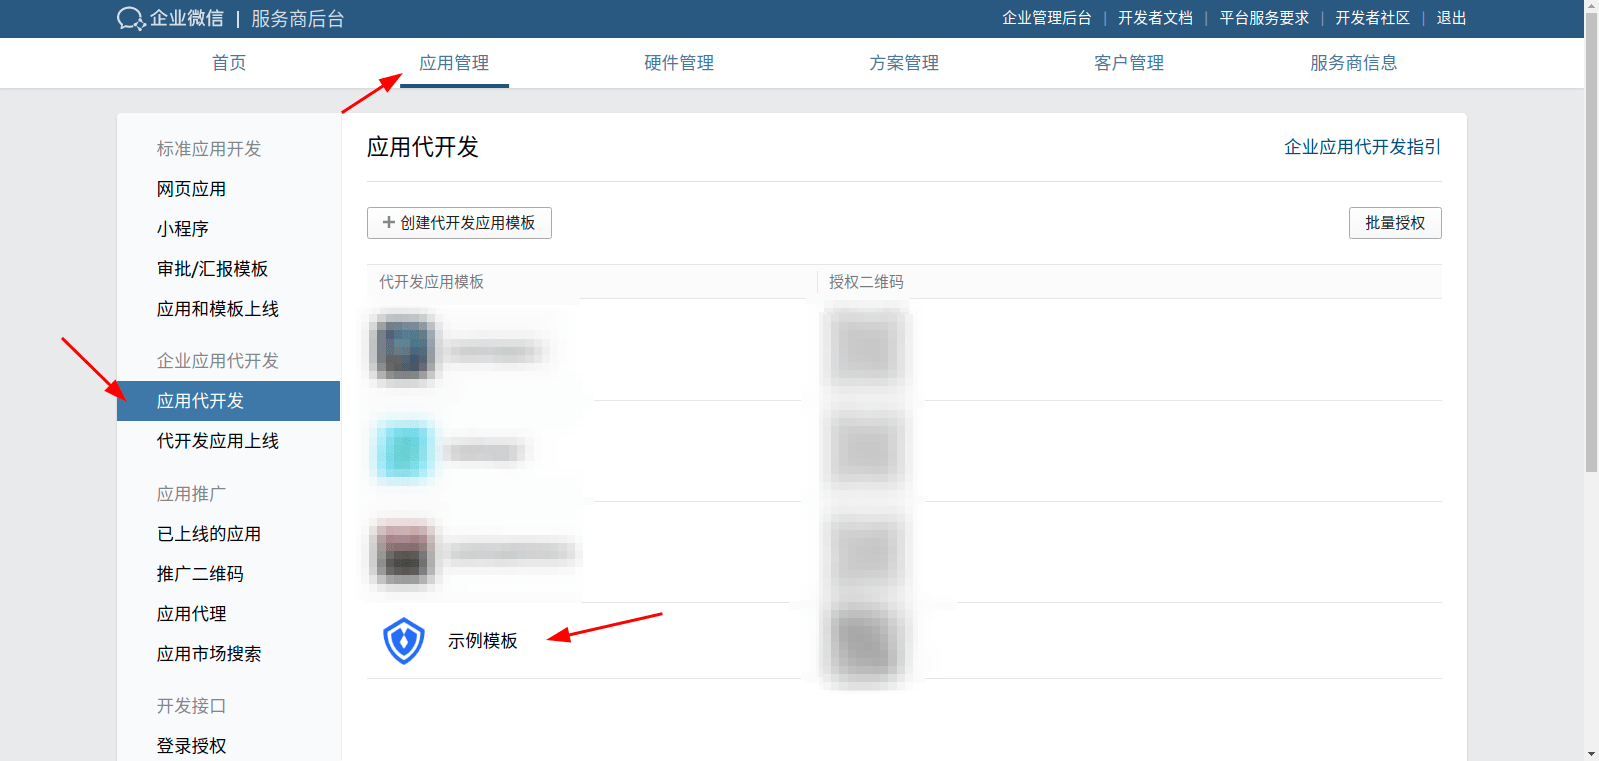 企业微信 | 服务商后台
企业管理后台 | 开发者文档 | 平台服务要求 | 开发者社区 | 退出
首页 应用管理 硬件管理 方案管理 客户管理 服务商信息
标准应用开发
网页应用
小程序
审批/汇报模板
应用和模板上线
企业应用代开发
应用代开发
代开发应用上线
应用推广
已上线的应用
推广二维码
应用代理
应用市场搜索
开发接口
登录授权
应用代开发
企业应用代开发指引
创建代开发应用模板
批量授权
代开发应用模板 授权二维码
示例模板